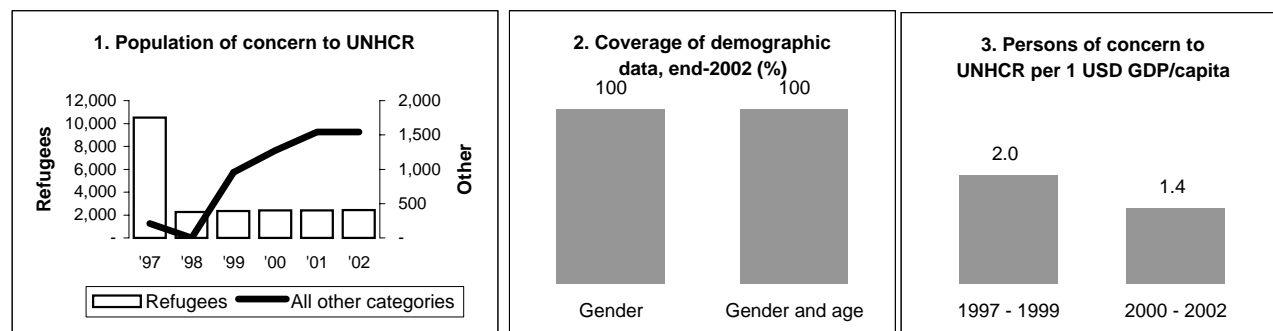 1. Population of concern to UNHCR
12,000
10,000
8,000
6,000
4,000
2,000
-
Refugees
2,000
1,500
1,000
500
-
Other
'97 '98 '99 '00 '01 '02
Refugees All other categories
2. Coverage of demographic
data, end-2002 (%)
100 100
Gender Gender and age
3. Persons of concern to
UNHCR per 1 USD GDP/capita
2.0
1.4
1997 - 1999 2000 - 2002